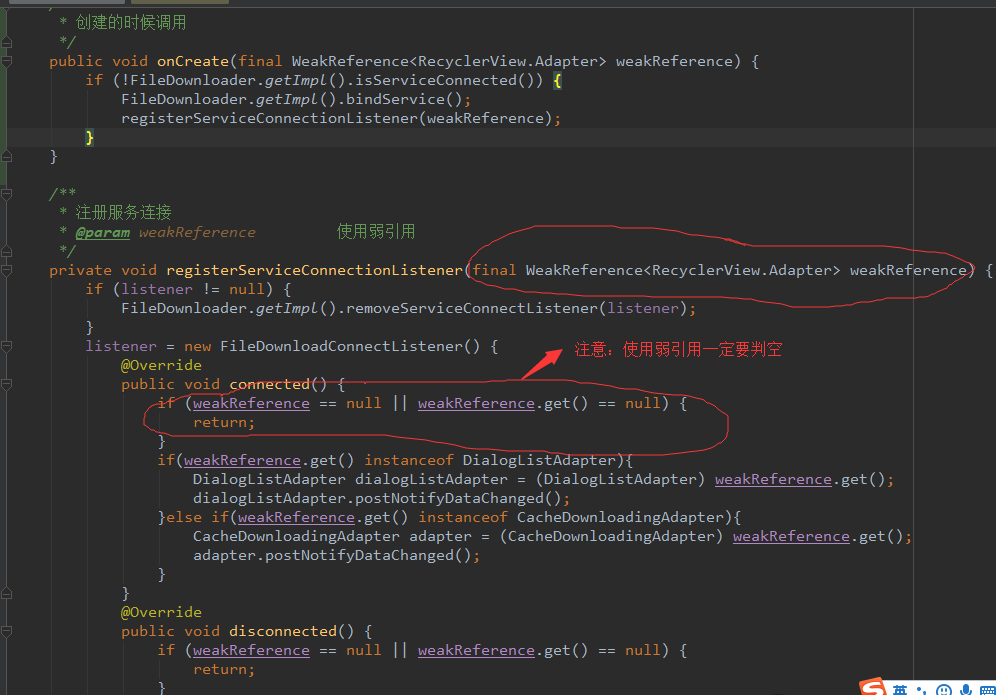 * 创建的时候调用
*/
public void onCreate(final WeakReference<RecyclerView.Adapter> weakReference) {
if (!FileDownloader.getImpl().isServiceConnected()) {
FileDownloader.getImpl().bindService();
registerServiceConnectionListener(weakReference);
}
}
/**
* 注册服务连接
* @param weakReference 使用弱引用
*/
private void registerServiceConnectionListener(final WeakReference<RecyclerView.Adapter> weakReference) {
if (listener != null) {
FileDownloader.getImpl().removeServiceConnectListener(listener);
}
listener = new FileDownloadConnectListener() {
注意：使用弱引用一定要判空
@Override
public void connected() {
if (weakReference == null || weakReference.get() == null) {
return;
}
if(weakReference.get() instanceof DialogListAdapter){
DialogListAdapter dialogListAdapter = (DialogListAdapter) weakReference.get();
dialogListAdapter.postNotifyDataChanged();
}else if(weakReference.get() instanceof CacheDownloadingAdapter){
CacheDownloadingAdapter adapter = (CacheDownloadingAdapter) weakReference.get();
adapter.postNotifyDataChanged();
}
}
@Override
public void disconnected() {
if (weakReference == null || weakReference.get() == null) {
return;
}
S 英